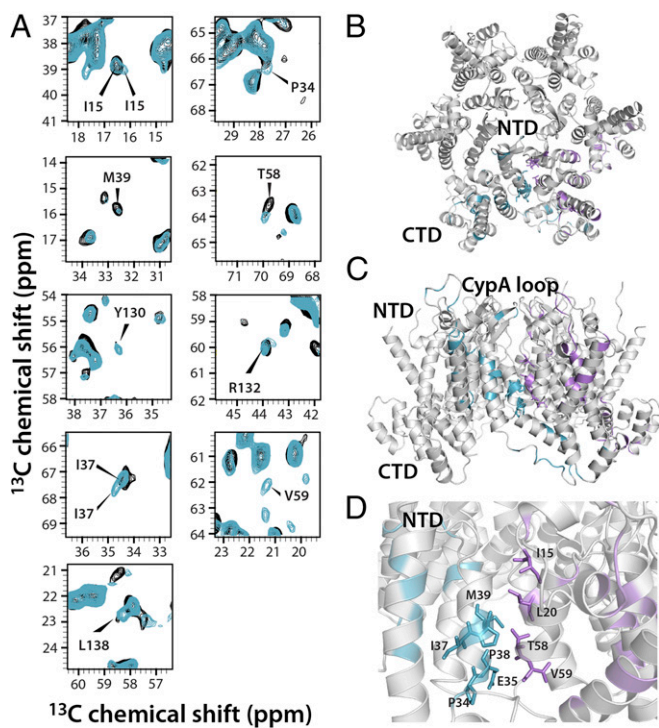 A
B
C
D
37
38
39
40
41
18 17 16 15 14
I15 I15
65
66
67
68
29 28 27 26
P34
14
15
16
17
18
34 33 32 31
M39
62
63
64
65
71 70 69 68
T58
54
55
56
57
58
38 37 36 35
Y130
58
59
60
61
62
45 44 43 42
R132
66
67
68
69
36 35 34 33
I37
I37
60
61
62
63
64
23 22 21 20
V59
21
22
23
24
25
60 59 58 57
L138
13C chemical shift (ppm)
13C chemical shift (ppm)
NTD
CTD
CypA loop
NTD
CTD
NTD
I15
M39
L20
I37
P38
T58
E35
V59
P34